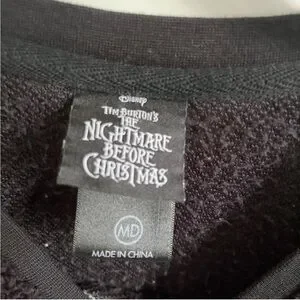 Disney
Tim Burton's
The
Nightmare
Before
Christmas
MD
MADE IN CHINA